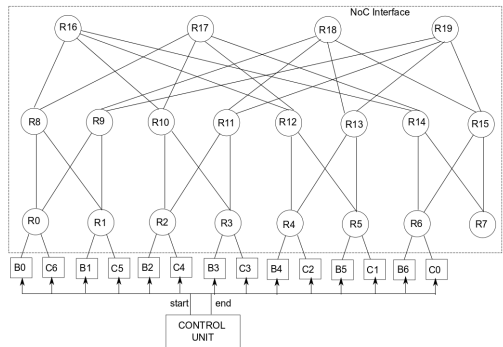 NoC Interface
R16 R17 R18 R19
R8 R9 R10 R11 R12 R13 R14 R15
R0 R1 R2 R3 R4 R5 R6 R7
B0 C6 B1 C5 B2 C4 B3 C3 B4 C2 B5 C1 B6 C0
start end
CONTROL
UNIT